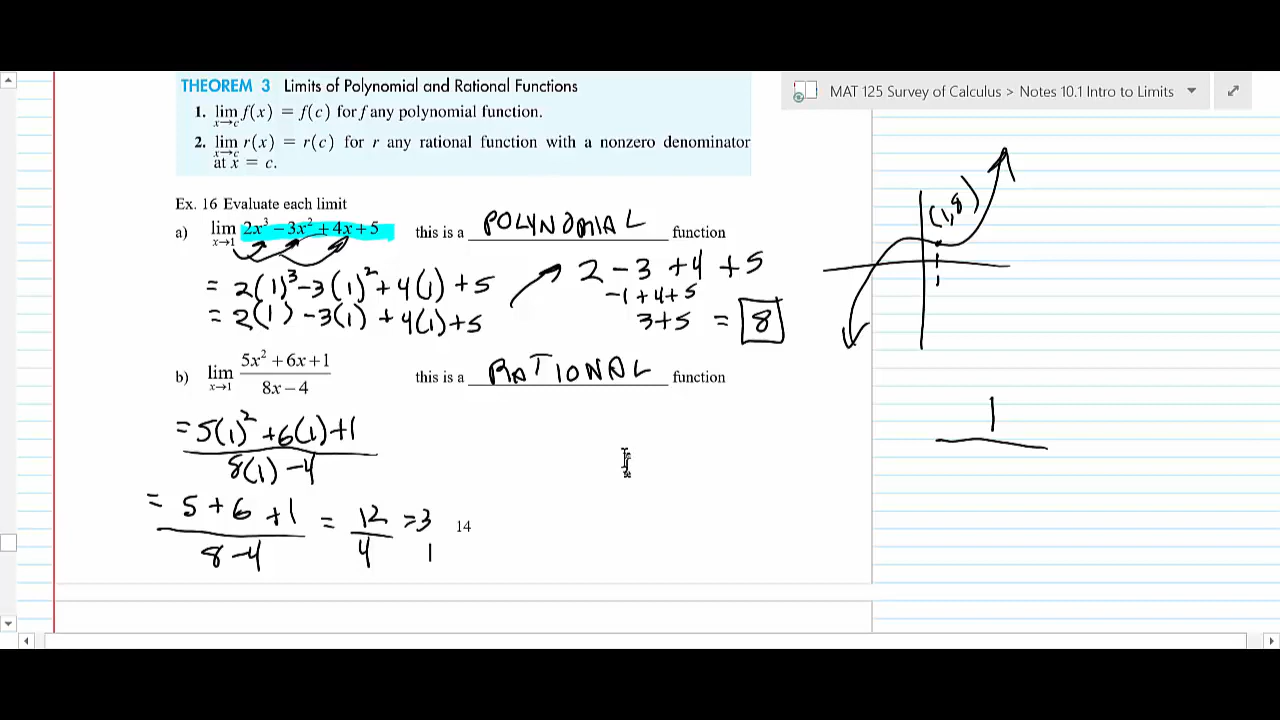 THEOREM 3 Limits of Polynomial and Rational Functions
MAT 125 Survey of Calculus > Notes 10.1 Intro to Limits
1. lim f(x) = f(c) for f any polynomial function.
x→c
2. lim r(x) = r(c) for r any rational function with a nonzero denominator
x→c
at x = c.
Ex. 16 Evaluate each limit
a) lim 2x³ − 3x² + 4x + 5 this is a POLYNOMIAL function
x→1
(1,8)
= 2(1)³ − 3(1)² + 4(1) + 5
2 − 3 + 4 + 5
−1 + 4 + 5
= 2(1) − 3(1) + 4(1) + 5
3 + 5 = 8
b) lim 5x² + 6x + 1 this is a RATIONAL function
x→1 8x − 4
1
= 5(1)² + 6(1) + 1
8(1) − 4
= 5 + 6 + 1 = 12 = 3
8 − 4 4 1
14